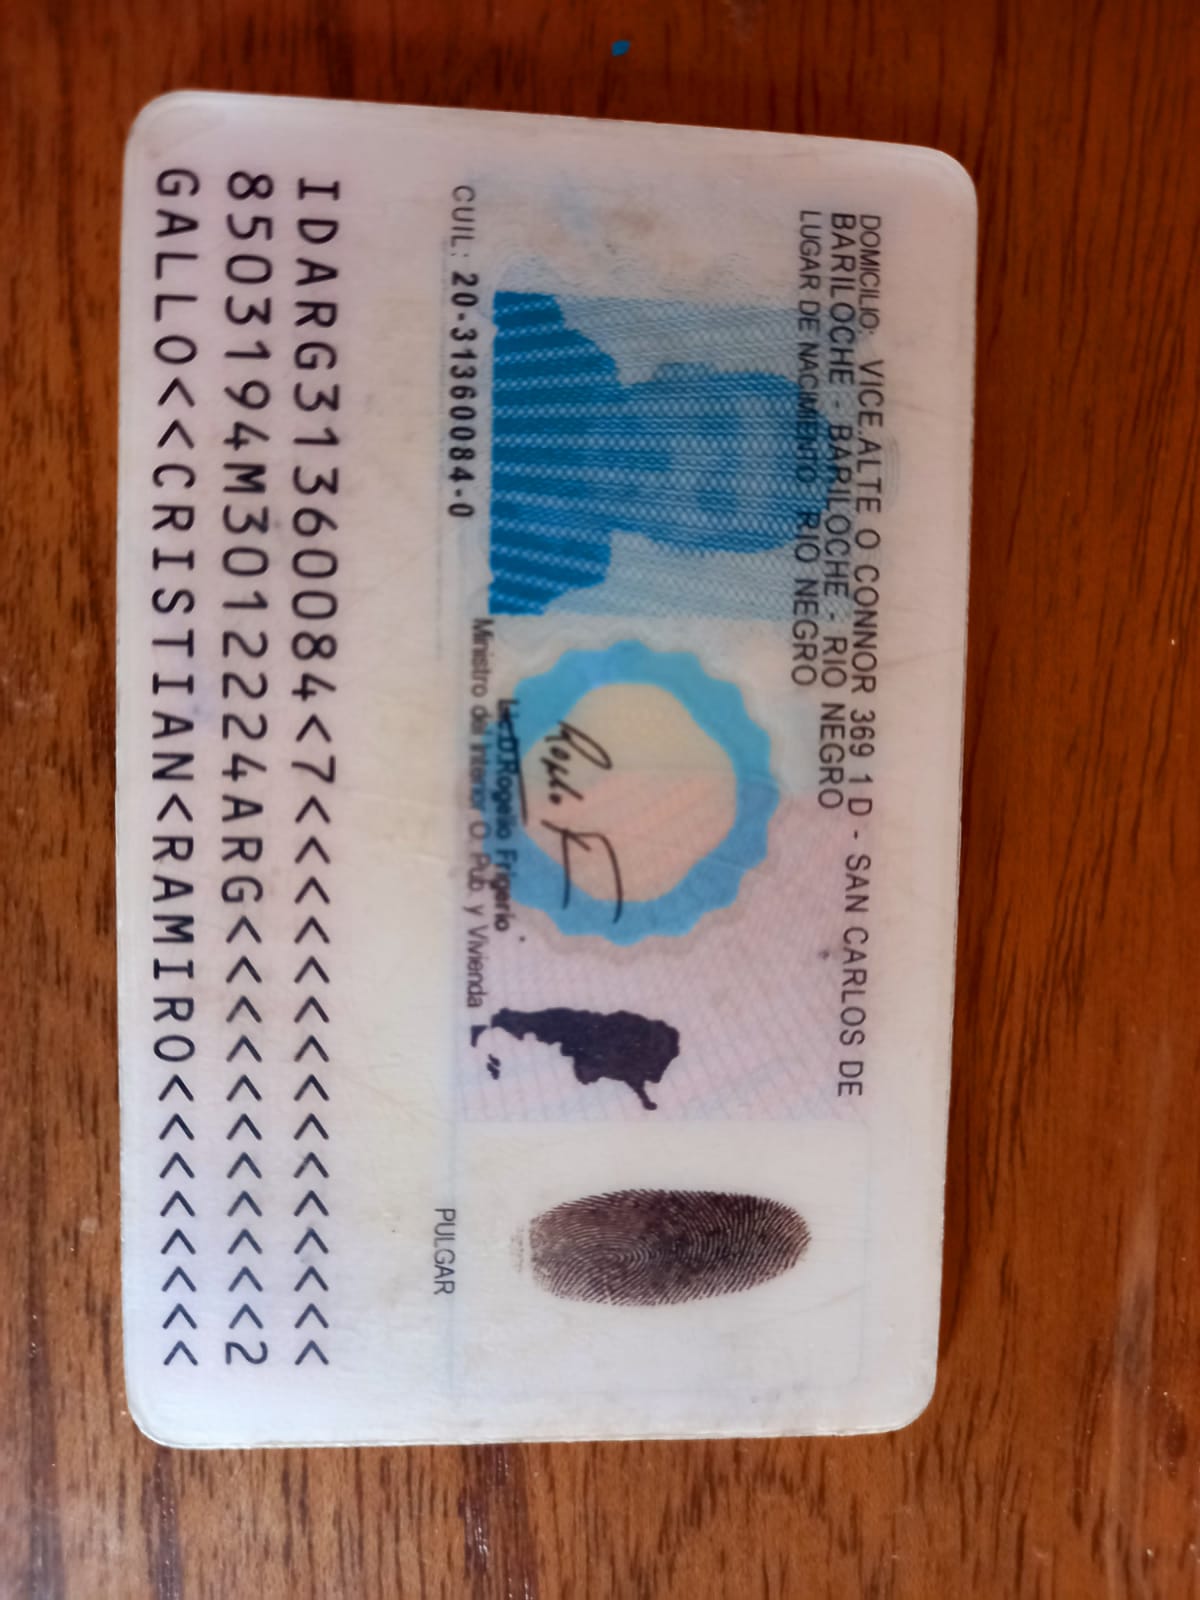 DOMICILIO: VICE.ALTE O CONNOR 369 1 D - SAN CARLOS DE
BARILOCHE - BARILOCHE - RIO NEGRO
LUGAR DE NACIMIENTO: RIO NEGRO
Lic.D.Rogelio Frigerio
Ministro del Interior O. Pub. y Vivienda
CUIL: 20-31360084-0
PULGAR
IDARG31360084<7<<<<<<<<<<<<<<<
8503194M3012224ARG<<<<<<<<<<<2
GALLO<<CRISTIAN<RAMIRO<<<<<<<<